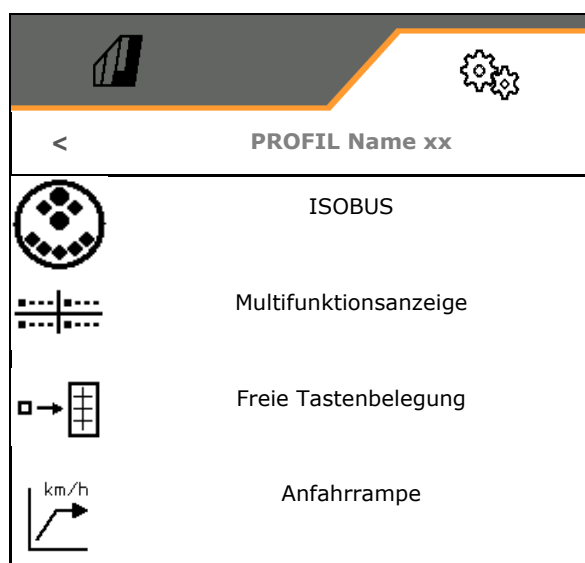 <
PROFIL Name xx
ISOBUS
Multifunktionsanzeige
Freie Tastenbelegung
km/h
Anfahrrampe